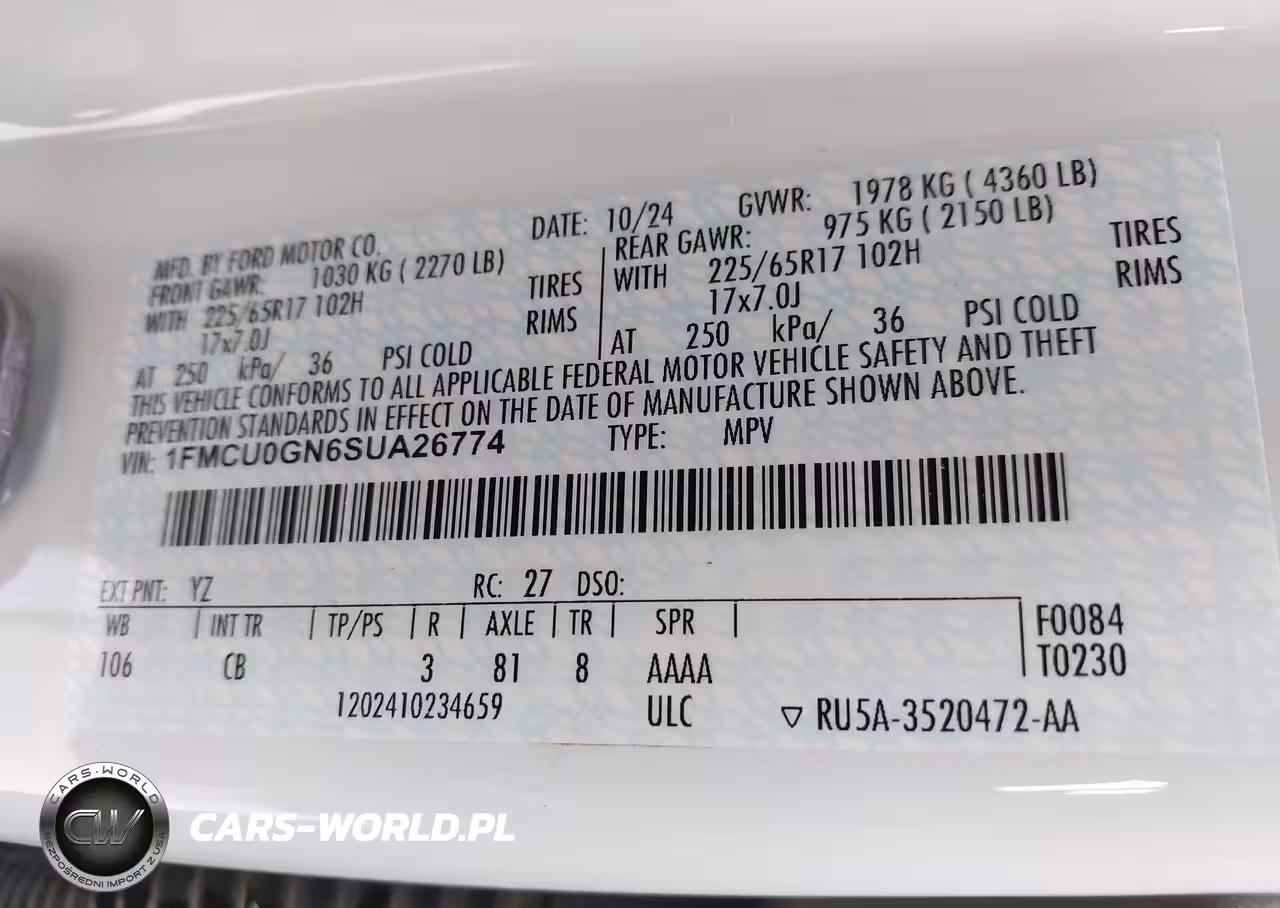 DATE: 10/24 GVWR: 1978 KG ( 4360 LB)
MFD. BY FORD MOTOR CO.
FRONT GAWR: 1030 KG ( 2270 LB) REAR GAWR: 975 KG ( 2150 LB)
WITH 225/65R17 102H TIRES WITH 225/65R17 102H TIRES
17x7.0J RIMS 17x7.0J RIMS
AT 250 kPa/ 36 PSI COLD AT 250 kPa/ 36 PSI COLD
THIS VEHICLE CONFORMS TO ALL APPLICABLE FEDERAL MOTOR VEHICLE SAFETY AND THEFT
PREVENTION STANDARDS IN EFFECT ON THE DATE OF MANUFACTURE SHOWN ABOVE.
VIN: 1FMCU0GN6SUA26774 TYPE: MPV
EXT PNT: YZ RC: 27 DSO:
WB | INT TR | TP/PS | R | AXLE | TR | SPR | F0084
106 CB 3 81 8 AAAA T0230
1202410234659 ULC ▽ RU5A-3520472-AA
CARS-WORLD
CW
BEZPOŚREDNI IMPORT Z USA
CARS-WORLD.PL